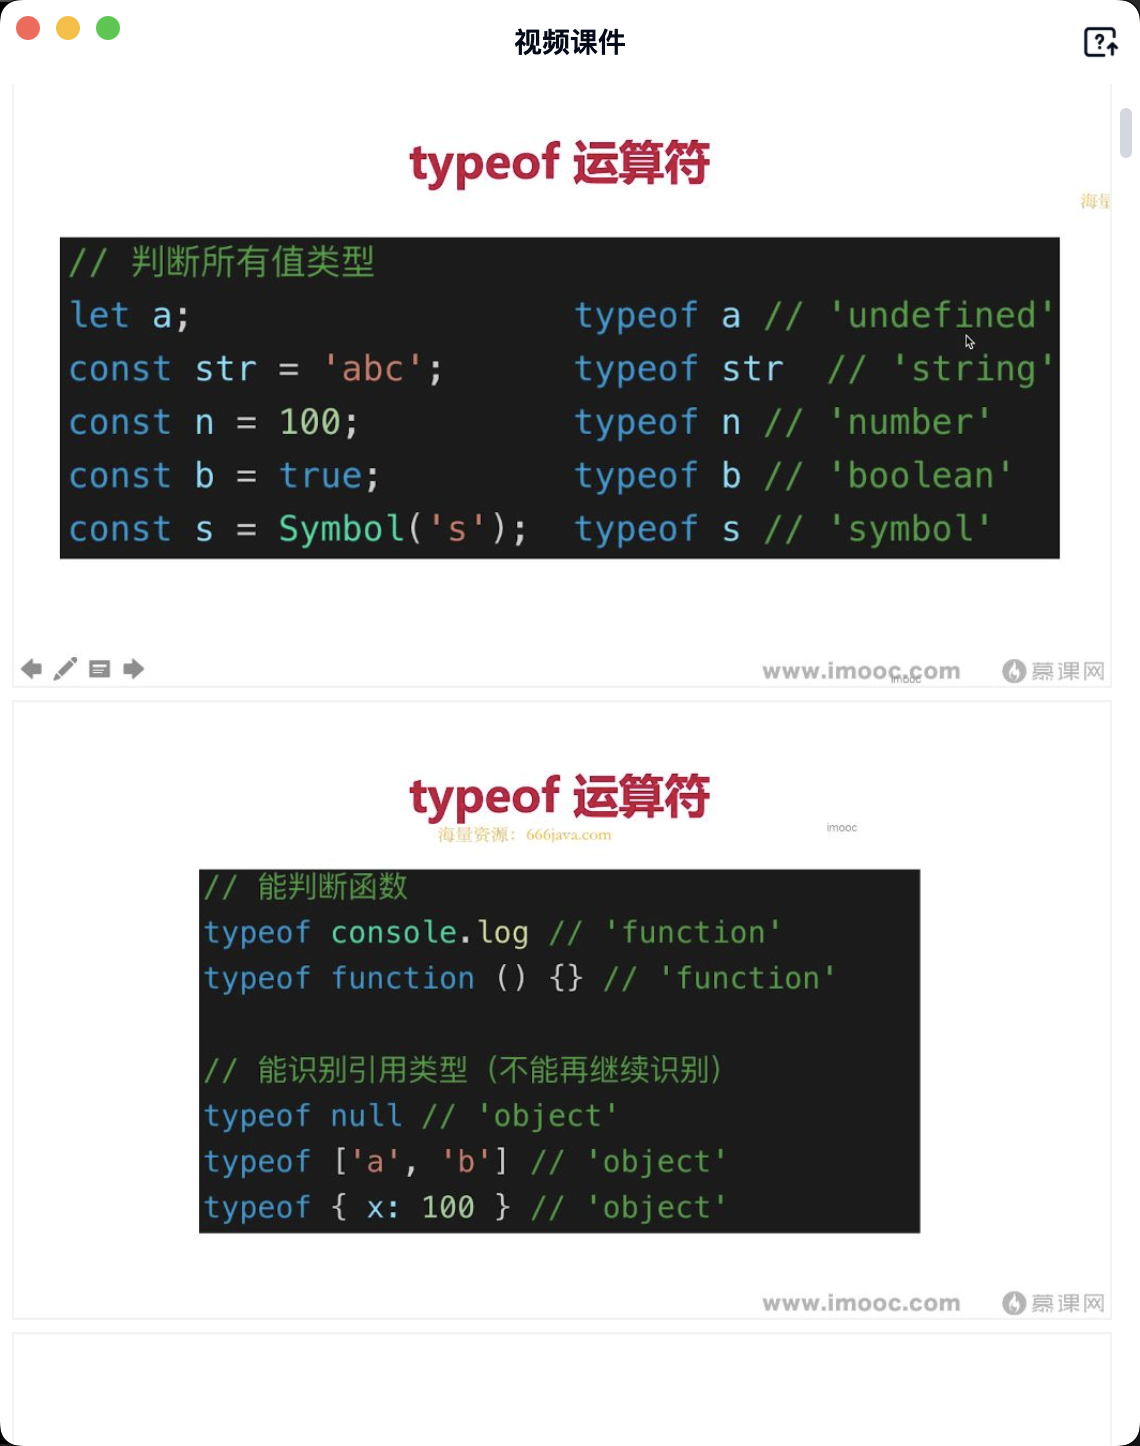 视频课件
typeof 运算符
海量
// 判断所有值类型
let a; typeof a // 'undefined'
const str = 'abc'; typeof str // 'string'
const n = 100; typeof n // 'number'
const b = true; typeof b // 'boolean'
const s = Symbol('s'); typeof s // 'symbol'
www.imooc.com 慕课网
imooc
typeof 运算符
海量资源：666java.com
imooc
// 能判断函数
typeof console.log // 'function'
typeof function () {} // 'function'
// 能识别引用类型（不能再继续识别）
typeof null // 'object'
typeof ['a', 'b'] // 'object'
typeof { x: 100 } // 'object'
www.imooc.com 慕课网